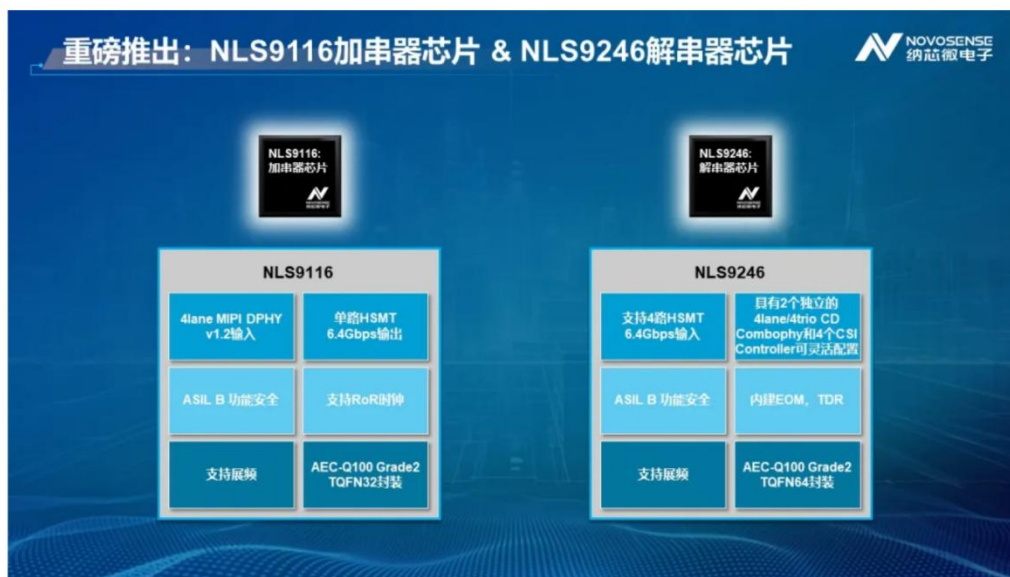 重磅推出：NLS9116加串器芯片 & NLS9246解串器芯片
NOVOSENSE
纳芯微电子
NLS9116:
加串器芯片
NLS9246:
解串器芯片
NLS9116
4lane MIPI DPHY
v1.2输入
单路HSMT
6.4Gbps输出
ASIL B 功能安全
支持RoR时钟
支持展频
AEC-Q100 Grade2
TQFN32封装
NLS9246
支持4路HSMT
6.4Gbps输入
具有2个独立的
4lane/4trio CD
Combophy和4个CSI
Controller可灵活配置
ASIL B 功能安全
内建EOM，TDR
支持展频
AEC-Q100 Grade2
TQFN64封装